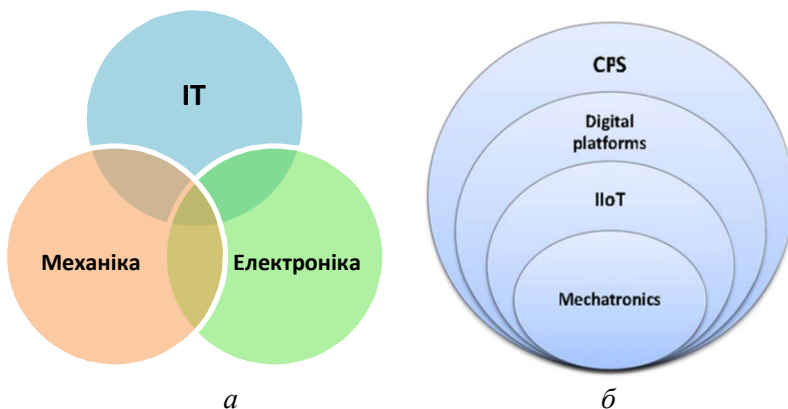 IT
Механіка
Електроніка
а
CPS
Digital
platforms
IIoT
Mechatronics
б